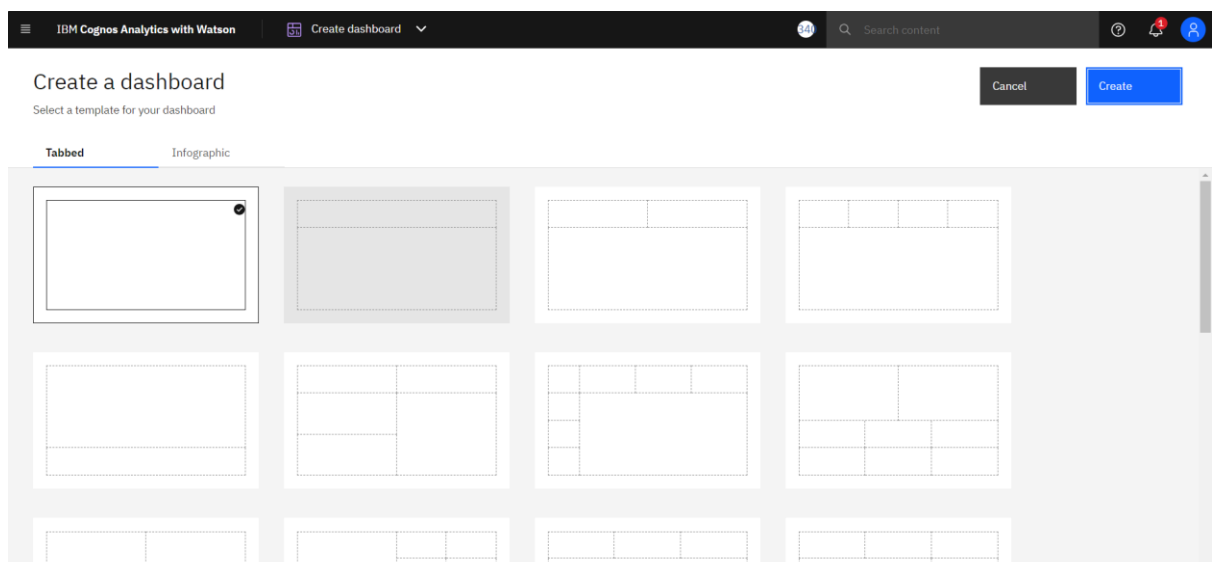 IBM Cognos Analytics with Watson
Create dashboard
Search content
1
Create a dashboard
Select a template for your dashboard
Cancel
Create
Tabbed
Infographic